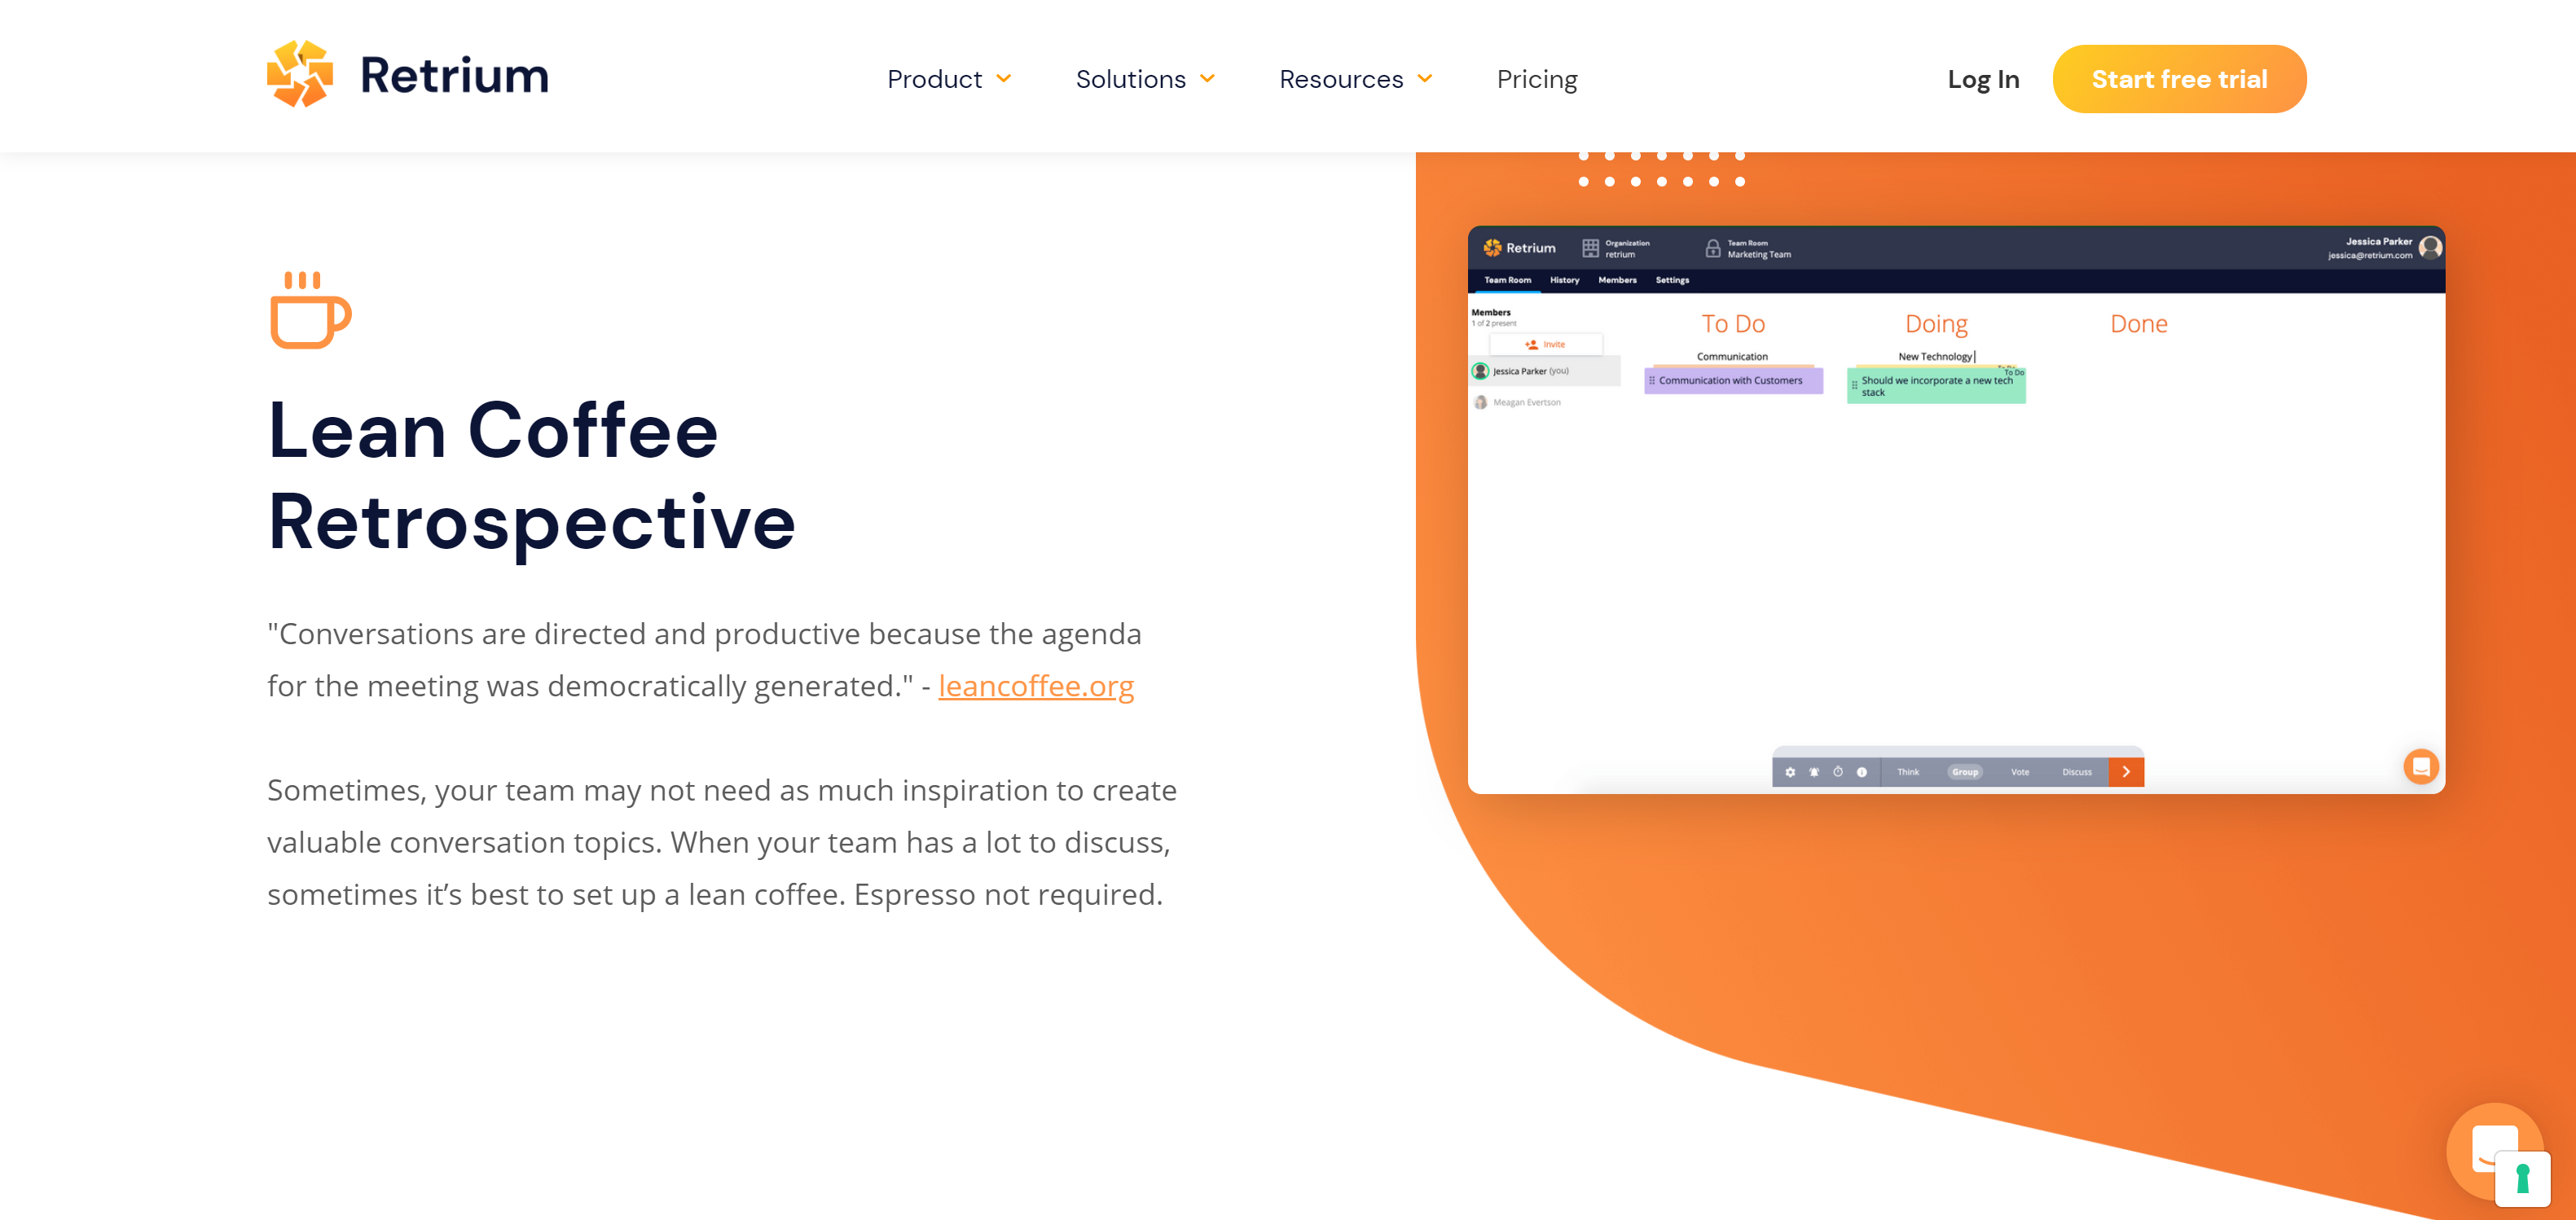 Retrium
Product
Solutions
Resources
Pricing
Log In
Start free trial
Lean Coffee
Retrospective
"Conversations are directed and productive because the agenda
for the meeting was democratically generated." - leancoffee.org
Sometimes, your team may not need as much inspiration to create
valuable conversation topics. When your team has a lot to discuss,
sometimes it’s best to set up a lean coffee. Espresso not required.
Retrium
Organization
retrium
Team Room
Marketing Team
Jessica Parker
jessica@retrium.com
Team Room
History
Members
Settings
Members
1 of 2 present
Invite
Jessica Parker (you)
Meagan Evertson
To Do
Doing
Done
Communication
Communication with Customers
New Technology
To Do
Should we incorporate a new tech
stack
Think
Group
Vote
Discuss